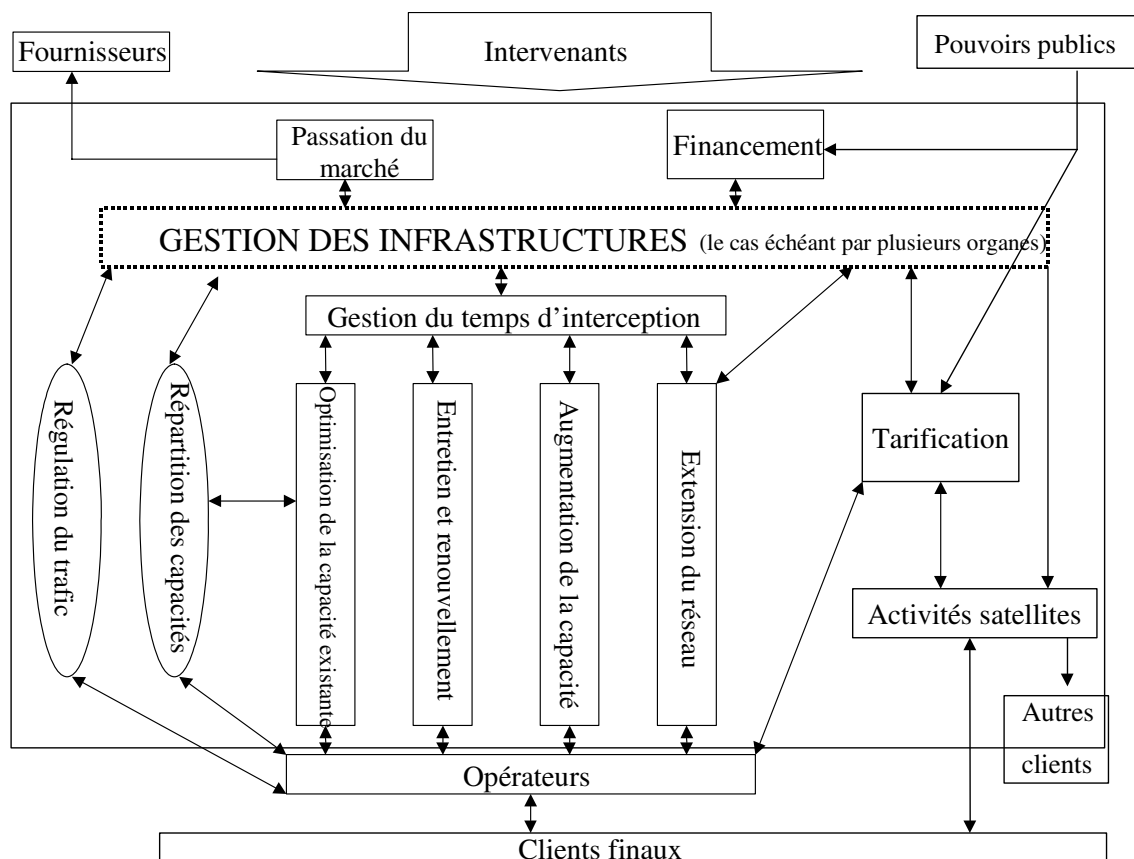 Fournisseurs
Intervenants
Pouvoirs publics
Passation du
marché
Financement
GESTION DES INFRASTRUCTURES (le cas échéant par plusieurs organes)
Gestion du temps d'interception
Régulation du trafic
Répartition des capacités
Optimisation de la capacité existante
Entretien et renouvellement
Augmentation de la capacité
Extension du réseau
Tarification
Activités satellites
Autres
clients
Opérateurs
Clients finaux